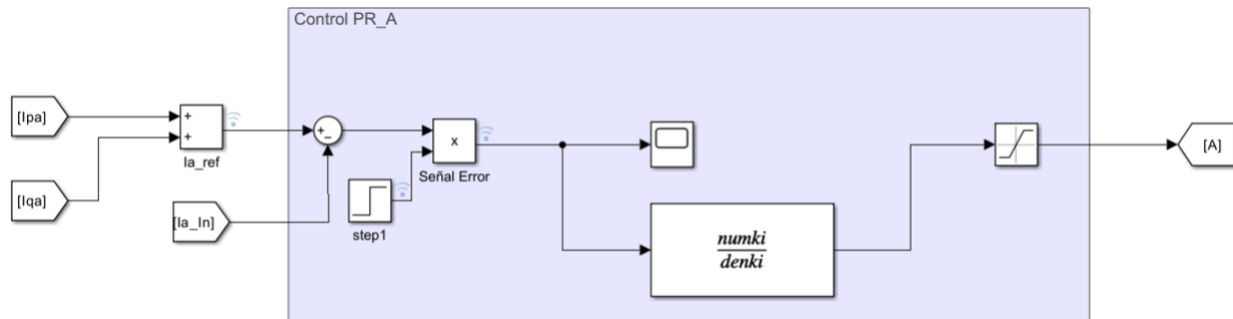 Control PR_A
[Ipa]
+
+
Ia_ref
[Iqa]
[Ia_In]
+
-
step1
x
Señal Error
numki
denki
[A]